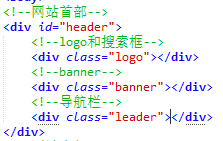 <!--网站首部-->
<div id="header">
<!--logo和搜索框-->
<div class="logo"></div>
<!--banner-->
<div class="banner"></div>
<!--导航栏-->
<div class="leader"></div>
</div>